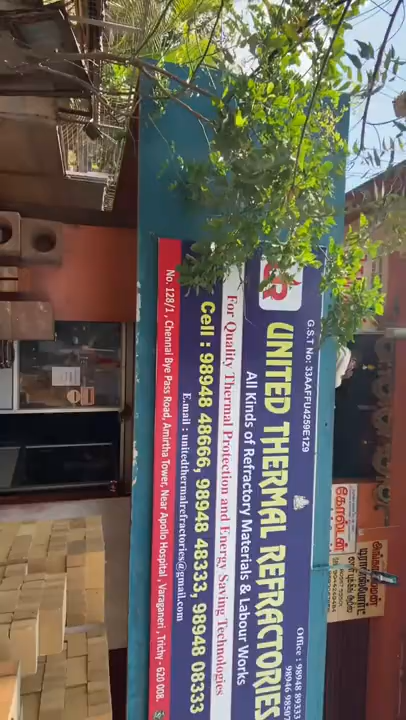 G.S.T No: 33AAFFU4259E1Z9
Office : 98948 89333
UNITED THERMAL REFRACTORIES
All Kinds of Refractory Materials & Labour Works
For Quality Thermal Protection and Energy Saving Technologies
Cell : 98948 48666, 98948 48333, 98948 08333
E.mail : unitedthermalrefractories@gmail.com
No. 128/1, Chennai Bye Pass Road, Amirtha Tower, Near Apollo Hospital, Varaganeri, Trichy - 620 008.